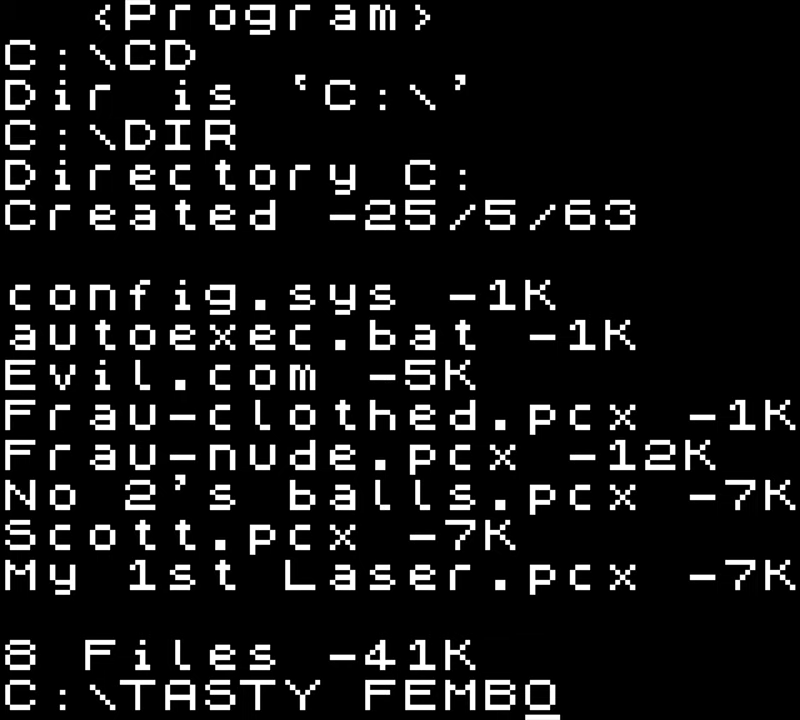 <Program>
C:\CD
Dir is 'C:\'
C:\DIR
Directory C:
Created -25/5/63
config.sys -1K
autoexec.bat -1K
Evil.com -5K
Frau-clothed.pcx -1K
Frau-nude.pcx -12K
No 2's balls.pcx -7K
Scott.pcx -7K
My 1st Laser.pcx -7K
8 Files -41K
C:\TASTY FEMBO